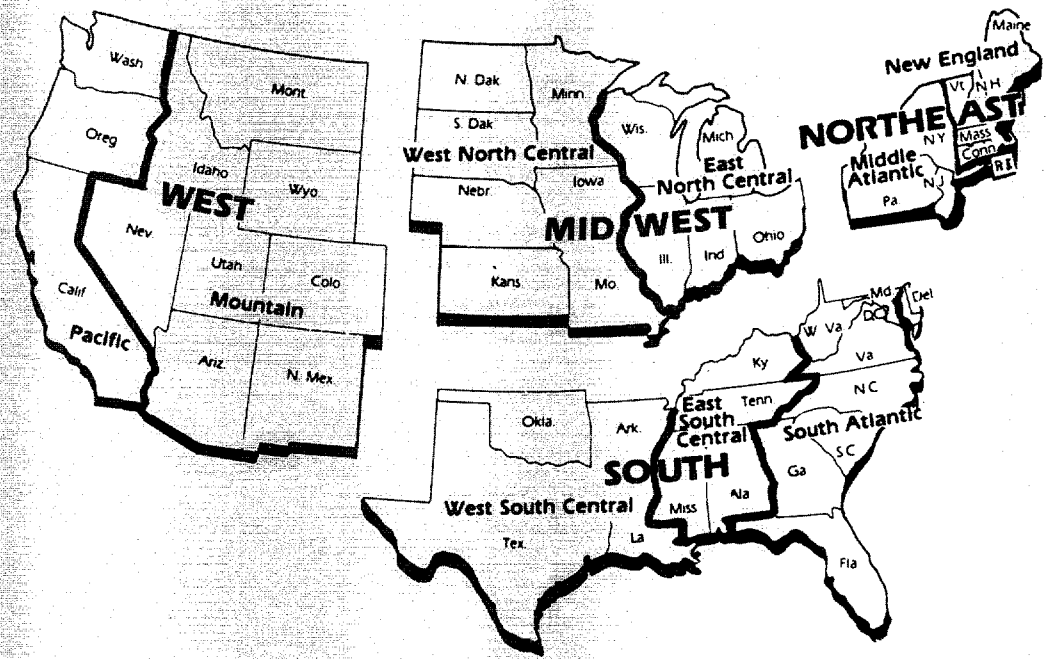 Wash
Oreg
Mont
Idaho
Wyo.
WEST
Nev.
Utah
Colo
Calif
Mountain
Pacific
Ariz.
N. Mex.
N. Dak
Minn.
S. Dak
West North Central
Nebr.
Iowa
Wis.
Mich
East
North Central
MIDWEST
Ill.
Ind
Ohio
Kans.
Mo.
Maine
New England
Vt
N H
NORTHEAST
N Y
Mass
Conn
R I
Middle
Atlantic
N J
Pa.
Md
Del
DC
W Va
Va
Ky
N C
Tenn
East
South
Central
South Atlantic
S C
Okla.
Ark.
SOUTH
Ga
Ala
Miss
West South Central
La
Tex.
Fla